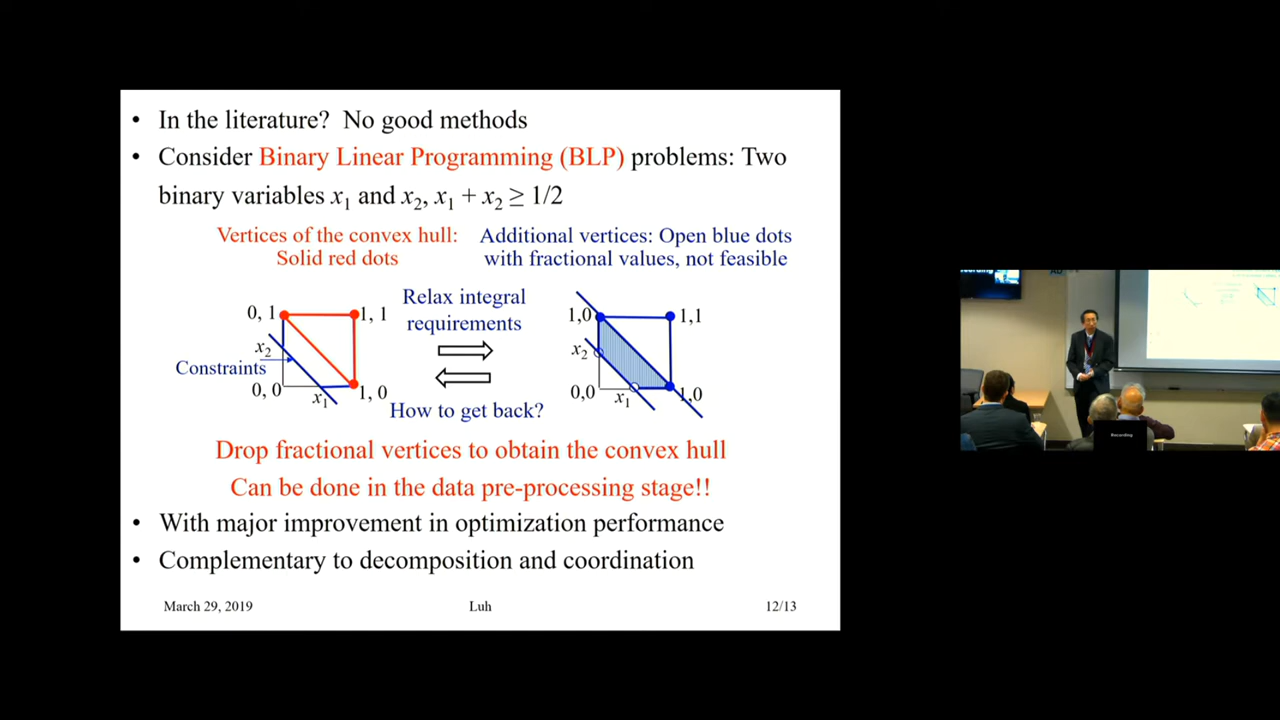 • In the literature? No good methods
• Consider Binary Linear Programming (BLP) problems: Two
binary variables x₁ and x₂, x₁ + x₂ ≥ 1/2
Vertices of the convex hull:
Solid red dots
Additional vertices: Open blue dots
with fractional values, not feasible
0, 1
1, 1
x₂
Constraints
0, 0
x₁
1, 0
Relax integral
requirements
How to get back?
1,0
1,1
x₂
0,0
x₁
1,0
Drop fractional vertices to obtain the convex hull
Can be done in the data pre-processing stage!!
• With major improvement in optimization performance
• Complementary to decomposition and coordination
March 29, 2019
Luh
12/13
Recording